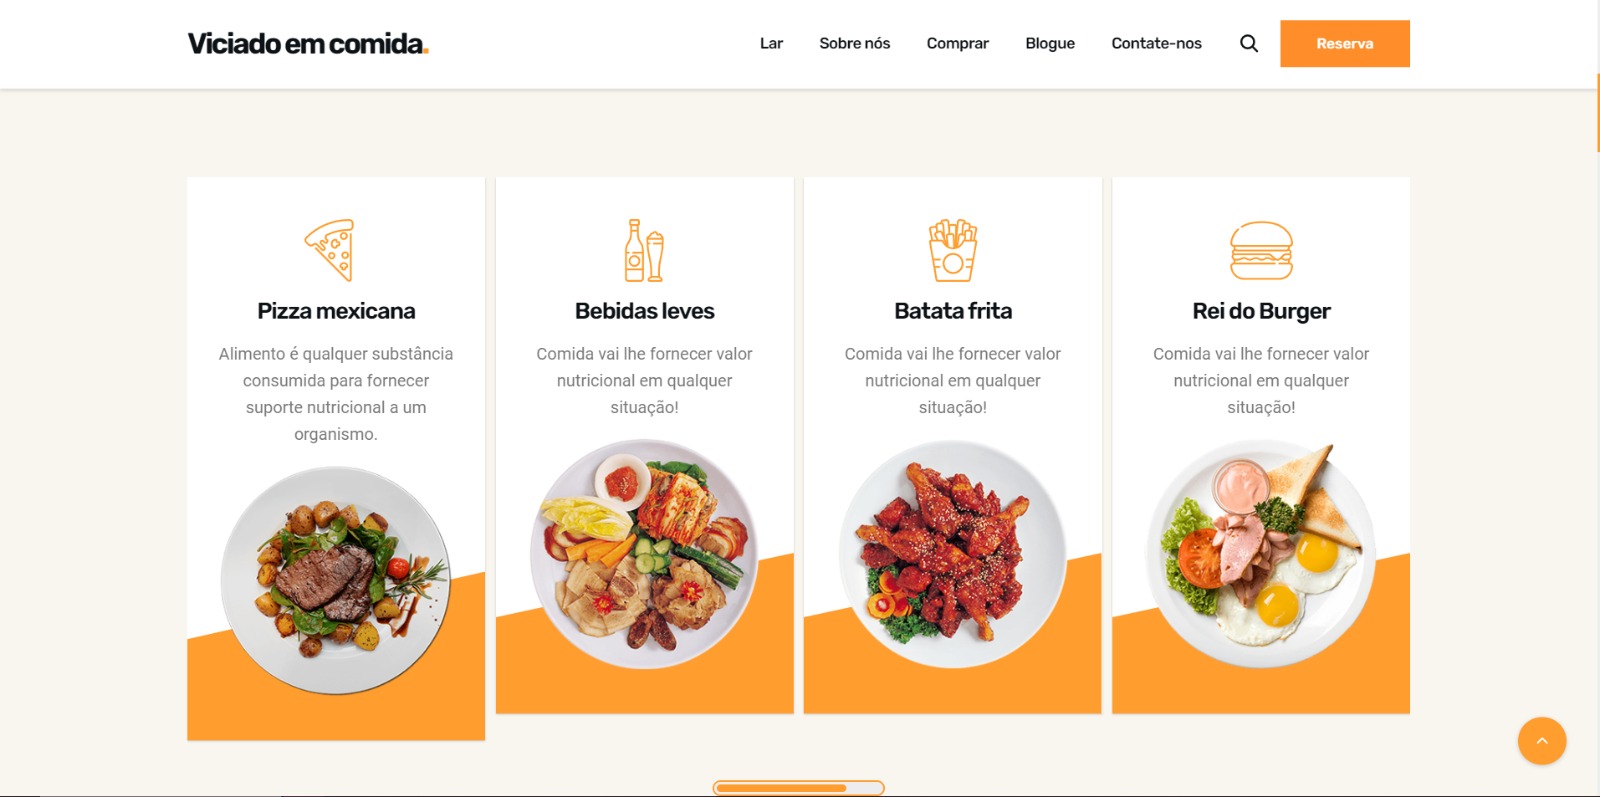 Viciado em comida.
Lar
Sobre nós
Comprar
Blogue
Contate-nos
Reserva
Pizza mexicana
Alimento é qualquer substância
consumida para fornecer
suporte nutricional a um
organismo.
Bebidas leves
Comida vai lhe fornecer valor
nutricional em qualquer
situação!
Batata frita
Comida vai lhe fornecer valor
nutricional em qualquer
situação!
Rei do Burger
Comida vai lhe fornecer valor
nutricional em qualquer
situação!